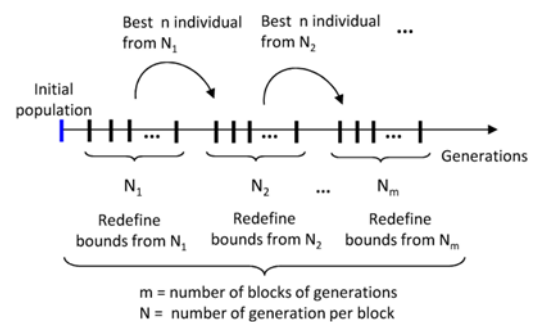 Best n individual
from N1
Best n individual
from N2
...
Initial
population
... ... ...
Generations
N1 N2 ... Nm
Redefine
bounds from N1
Redefine
bounds from N2
Redefine
bounds from Nm
m = number of blocks of generations
N = number of generation per block